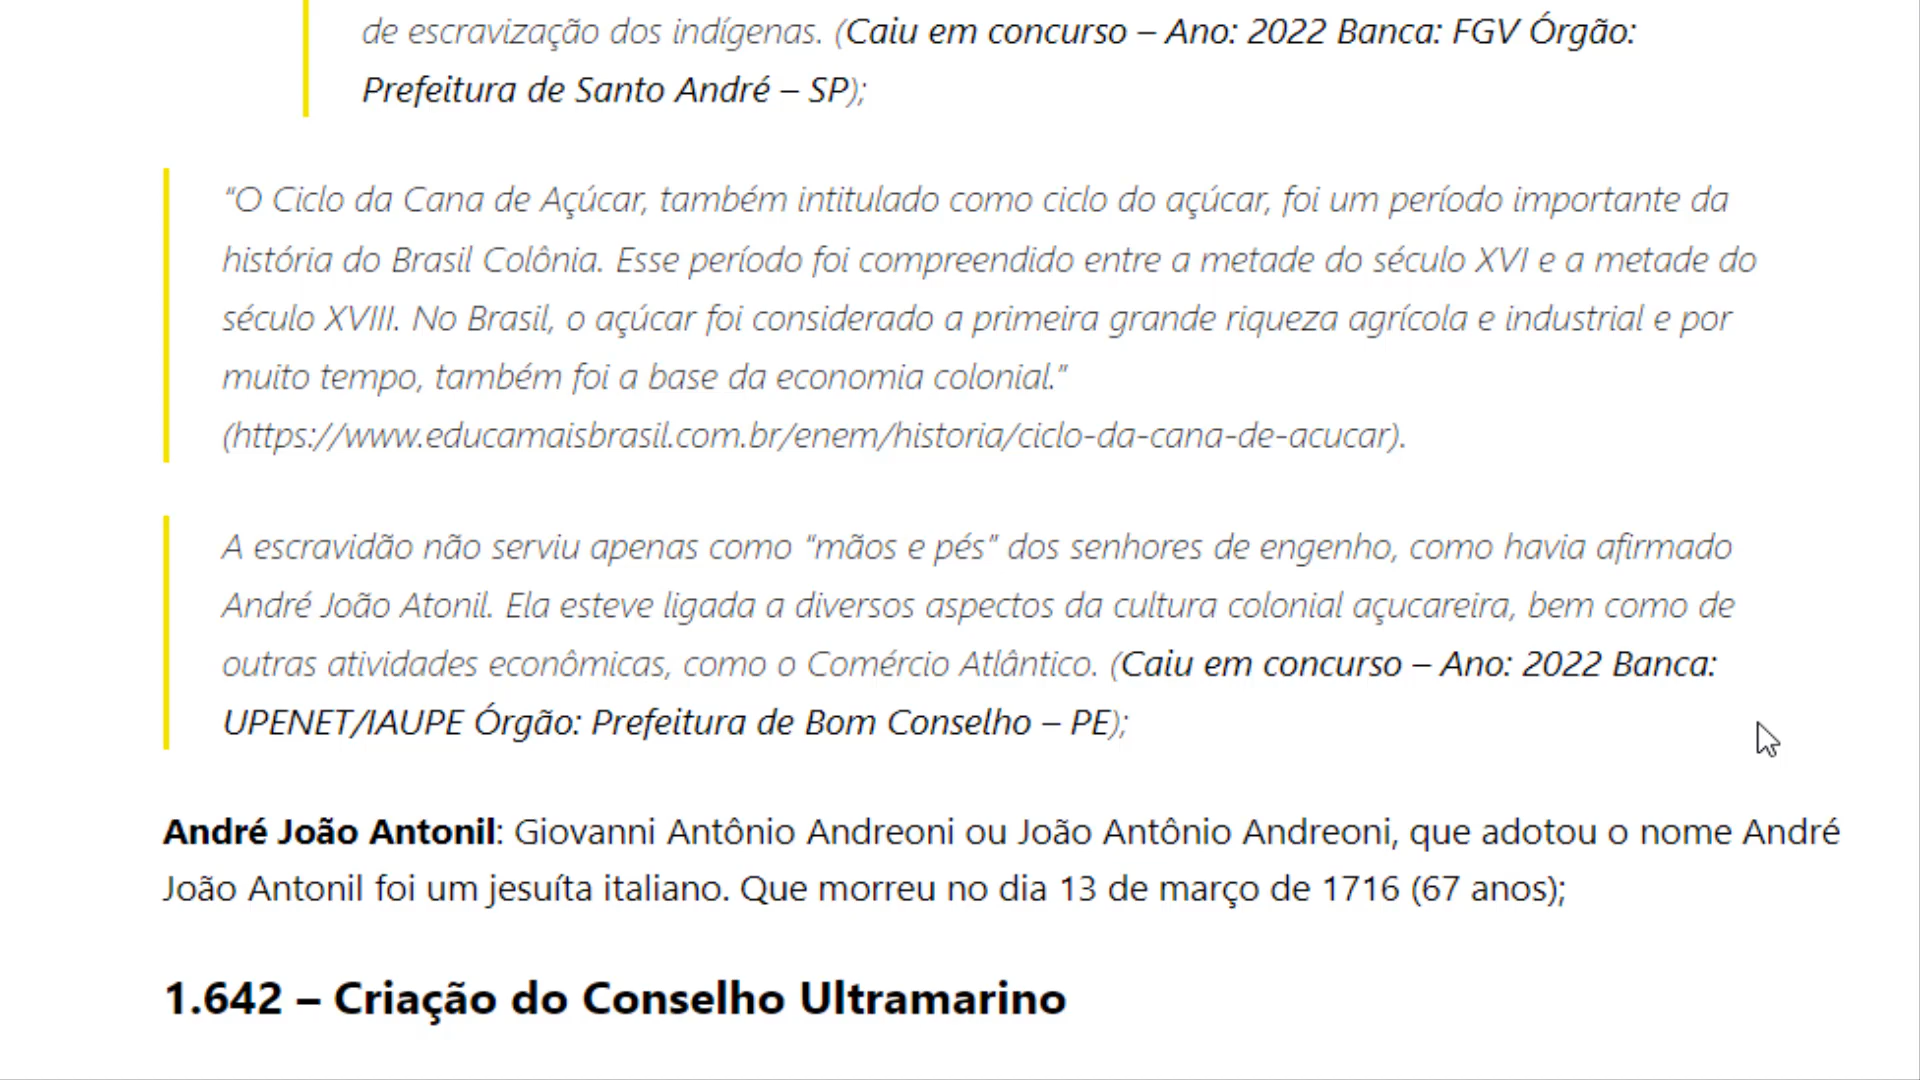 de escravização dos indígenas. (Caiu em concurso – Ano: 2022 Banca: FGV Órgão:
Prefeitura de Santo André – SP);
“O Ciclo da Cana de Açúcar, também intitulado como ciclo do açúcar, foi um período importante da
história do Brasil Colônia. Esse período foi compreendido entre a metade do século XVI e a metade do
século XVIII. No Brasil, o açúcar foi considerado a primeira grande riqueza agrícola e industrial e por
muito tempo, também foi a base da economia colonial.”
(https://www.educamaisbrasil.com.br/enem/historia/ciclo-da-cana-de-acucar).
A escravidão não serviu apenas como “mãos e pés” dos senhores de engenho, como havia afirmado
André João Atonil. Ela esteve ligada a diversos aspectos da cultura colonial açucareira, bem como de
outras atividades econômicas, como o Comércio Atlântico. (Caiu em concurso – Ano: 2022 Banca:
UPENET/IAUPE Órgão: Prefeitura de Bom Conselho – PE);
André João Antonil: Giovanni Antônio Andreoni ou João Antônio Andreoni, que adotou o nome André
João Antonil foi um jesuíta italiano. Que morreu no dia 13 de março de 1716 (67 anos);
1.642 – Criação do Conselho Ultramarino